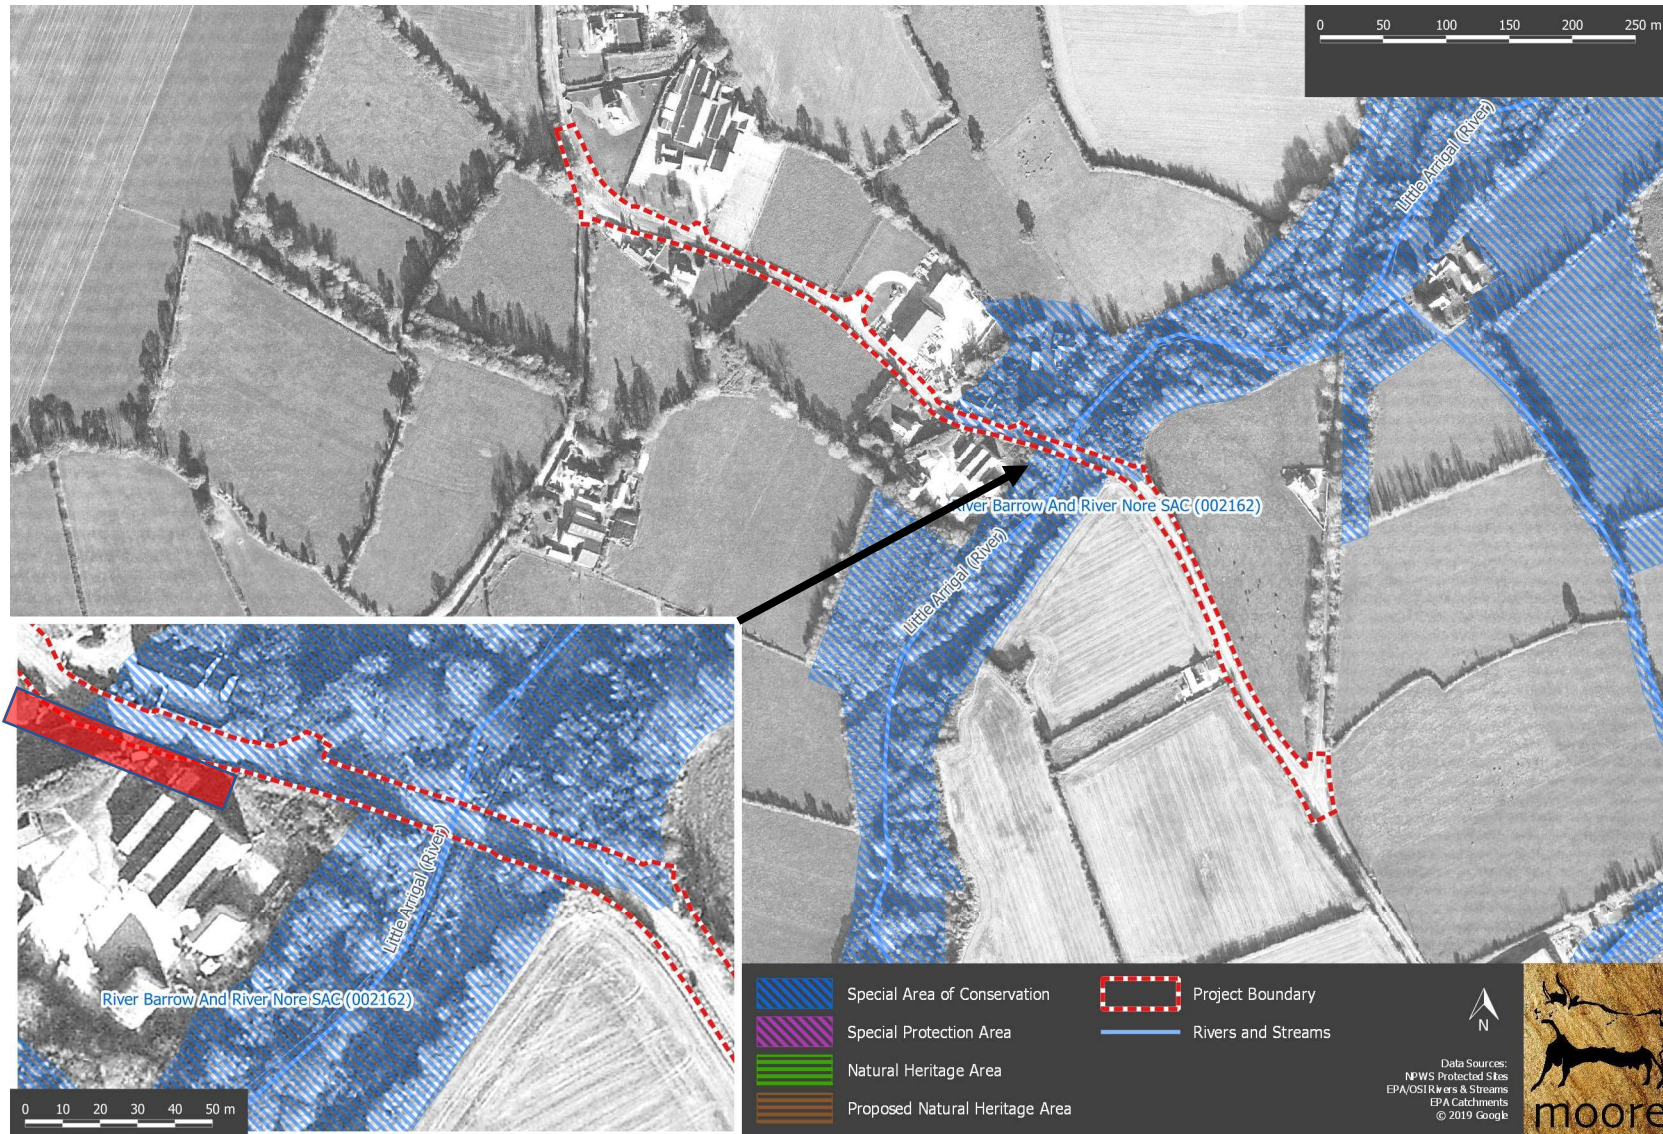 0 50 100 150 200 250 m
Little Arrigal (River)
River Barrow And River Nore SAC (002162)
Little Arrigal (River)
Little Arrigal (River)
River Barrow And River Nore SAC (002162)
0 10 20 30 40 50 m
Special Area of Conservation
Special Protection Area
Natural Heritage Area
Proposed Natural Heritage Area
Project Boundary
Rivers and Streams
N
Data Sources:
NPWS Protected Sites
EPA/OSI Rivers & Streams
EPA Catchments
© 2019 Google
moore